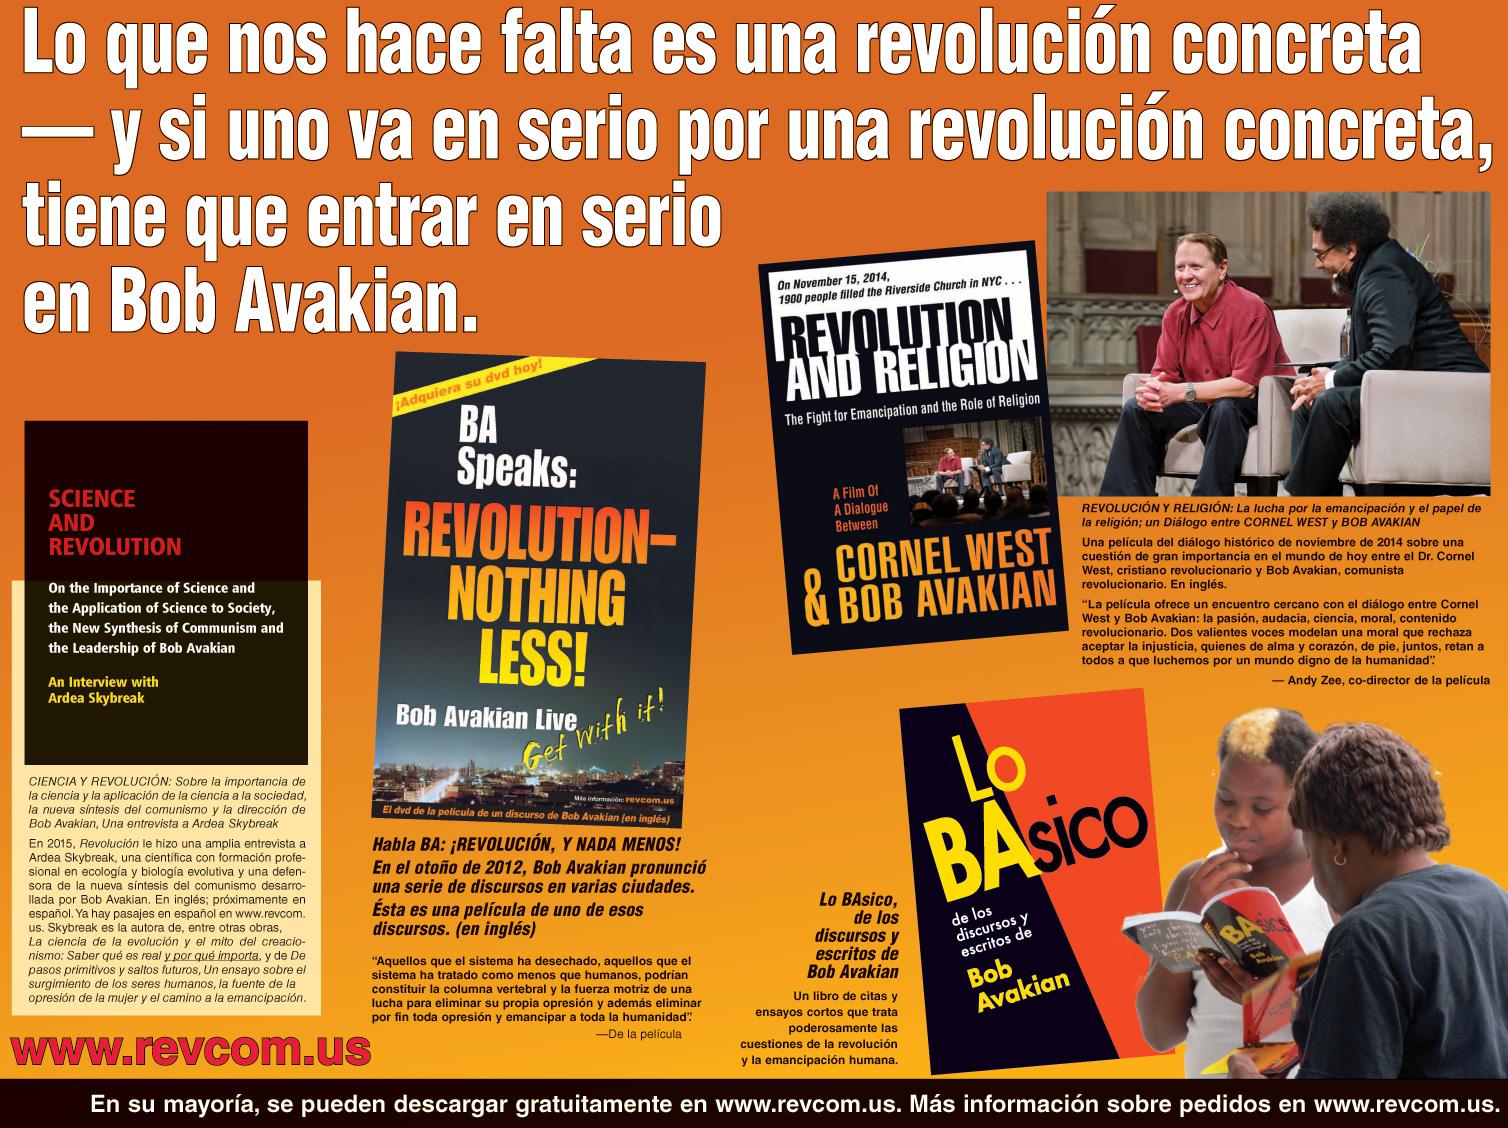 Lo que nos hace falta es una revolución concreta
— y si uno va en serio por una revolución concreta,
tiene que entrar en serio
en Bob Avakian.
SCIENCE
AND
REVOLUTION
On the Importance of Science and
the Application of Science to Society,
the New Synthesis of Communism and
the Leadership of Bob Avakian
An Interview with
Ardea Skybreak
CIENCIA Y REVOLUCIÓN: Sobre la importancia de
la ciencia y la aplicación de la ciencia a la sociedad,
la nueva síntesis del comunismo y la dirección de
Bob Avakian, Una entrevista a Ardea Skybreak
En 2015, Revolución le hizo una amplia entrevista a
Ardea Skybreak, una científica con formación profe-
sional en ecología y biología evolutiva y una defen-
sora de la nueva síntesis del comunismo desarro-
llada por Bob Avakian. En inglés; próximamente en
español. Ya hay pasajes en español en www.revcom.
us. Skybreak es la autora de, entre otras obras,
La ciencia de la evolución y el mito del creacio-
nismo: Saber qué es real y por qué importa, y de De
pasos primitivos y saltos futuros, Un ensayo sobre el
surgimiento de los seres humanos, la fuente de la
opresión de la mujer y el camino a la emancipación.
www.revcom.us
¡Adquiera su dvd hoy!
BA
Speaks:
REVOLUTION–
NOTHING
LESS!
Bob Avakian Live
Get with it!
Más información: revcom.us
El dvd de la película de un discurso de Bob Avakian (en inglés)
Habla BA: ¡REVOLUCIÓN, Y NADA MENOS!
En el otoño de 2012, Bob Avakian pronunció
una serie de discursos en varias ciudades.
Ésta es una película de uno de esos
discursos. (en inglés)
“Aquellos que el sistema ha desechado, aquellos que el
sistema ha tratado como menos que humanos, podrían
constituir la columna vertebral y la fuerza motriz de una
lucha para eliminar su propia opresión y además eliminar
por fin toda opresión y emancipar a toda la humanidad”.
—De la película
On November 15, 2014,
1900 people filled the Riverside Church in NYC . . .
REVOLUTION
AND RELIGION
The Fight for Emancipation and the Role of Religion
A Film Of
A Dialogue
Between
CORNEL WEST
& BOB AVAKIAN
REVOLUCIÓN Y RELIGIÓN: La lucha por la emancipación y el papel de
la religión; un Diálogo entre CORNEL WEST y BOB AVAKIAN
Una película del diálogo histórico de noviembre de 2014 sobre una
cuestión de gran importancia en el mundo de hoy entre el Dr. Cornel
West, cristiano revolucionario y Bob Avakian, comunista
revolucionario. En inglés.
“La película ofrece un encuentro cercano con el diálogo entre Cornel
West y Bob Avakian: la pasión, audacia, ciencia, moral, contenido
revolucionario. Dos valientes voces modelan una moral que rechaza
aceptar la injusticia, quienes de alma y corazón, de pie, juntos, retan a
todos a que luchemos por un mundo digno de la humanidad”.
— Andy Zee, co-director de la película
Lo
BAsico
de los
discursos y
escritos de
Bob
Avakian
Lo BAsico,
de los
discursos y
escritos de
Bob Avakian
Un libro de citas y
ensayos cortos que trata
poderosamente las
cuestiones de la revolución
y la emancipación humana.
BAsics
Bob
Avakian
En su mayoría, se pueden descargar gratuitamente en www.revcom.us. Más información sobre pedidos en www.revcom.us.